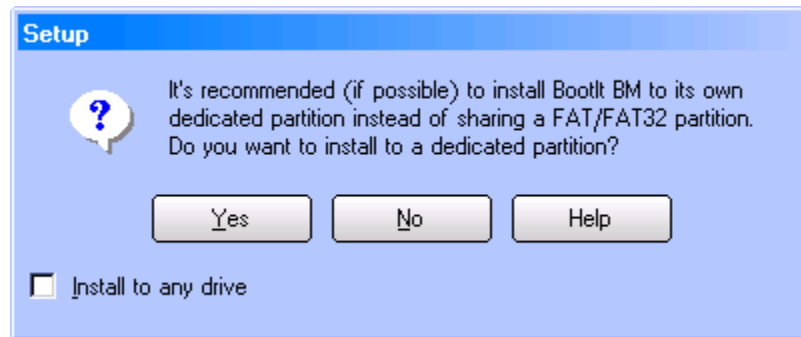 Setup
?
It's recommended (if possible) to install BootIt BM to its own
dedicated partition instead of sharing a FAT/FAT32 partition.
Do you want to install to a dedicated partition?
Yes No Help
Install to any drive